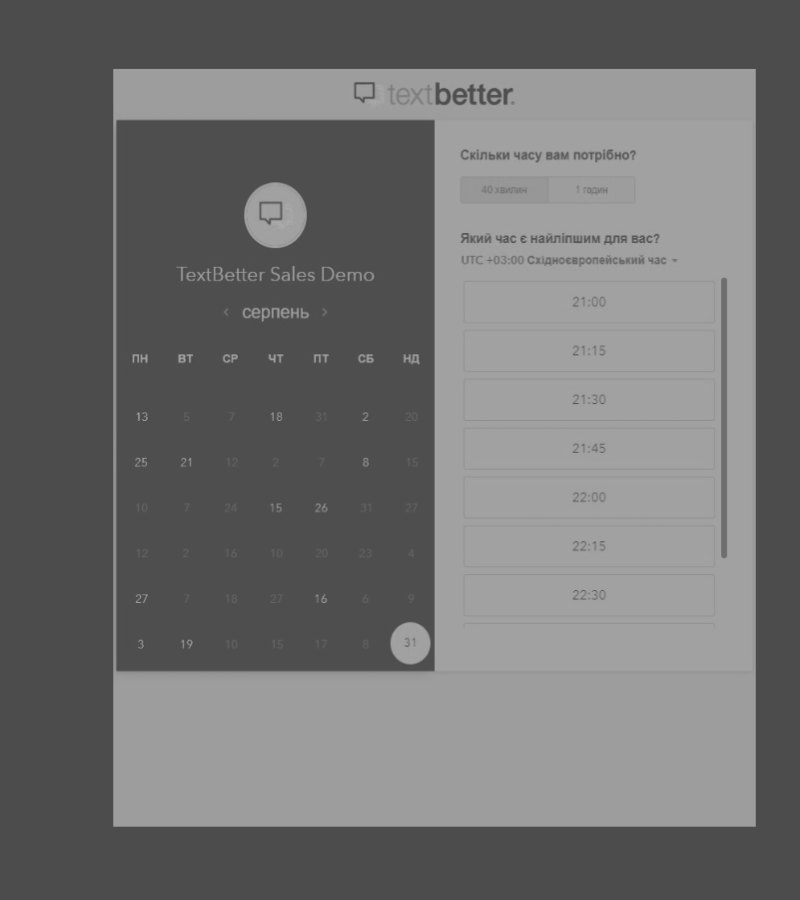 textbetter.
TextBetter Sales Demo
‹ серпень ›
ПН ВТ СР ЧТ ПТ СБ НД
13 5 7 18 31 2 20
25 21 12 2 7 8 15
10 7 24 15 26 31 27
12 2 16 10 20 23 4
27 7 18 27 16 6 9
3 19 10 15 17 8 31
Скільки часу вам потрібно?
40 хвилин 1 годин
Який час є найліпшим для вас?
UTC +03:00 Східноєвропейський час
21:00
21:15
21:30
21:45
22:00
22:15
22:30